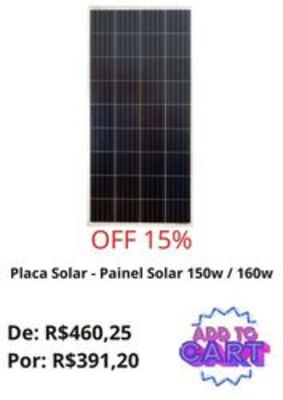 OFF 15%
Placa Solar - Painel Solar 150w / 160w
De: R$460,25
Por: R$391,20
ADD TO
CART